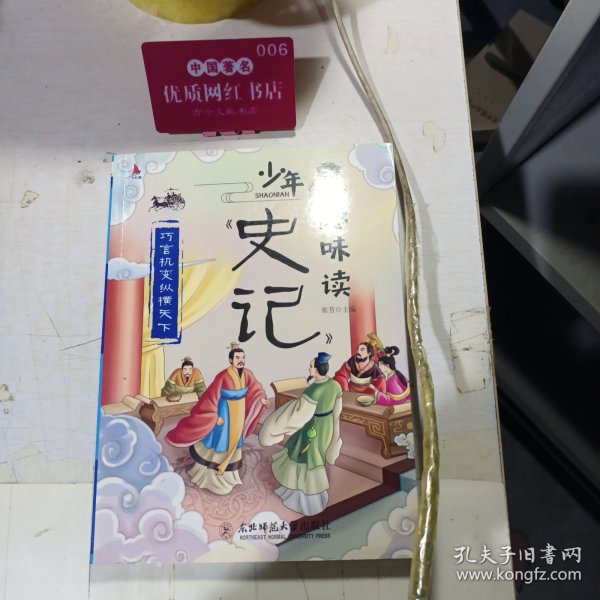 006
中国著名
优质网红书店
少年
SHAONIAN
味读
《史记》
张芳◎主编
巧言机变纵横天下
东北师范大学出版社
NORTHEAST NORMAL UNIVERSITY PRESS
孔夫子旧书网
www.kongfz.com